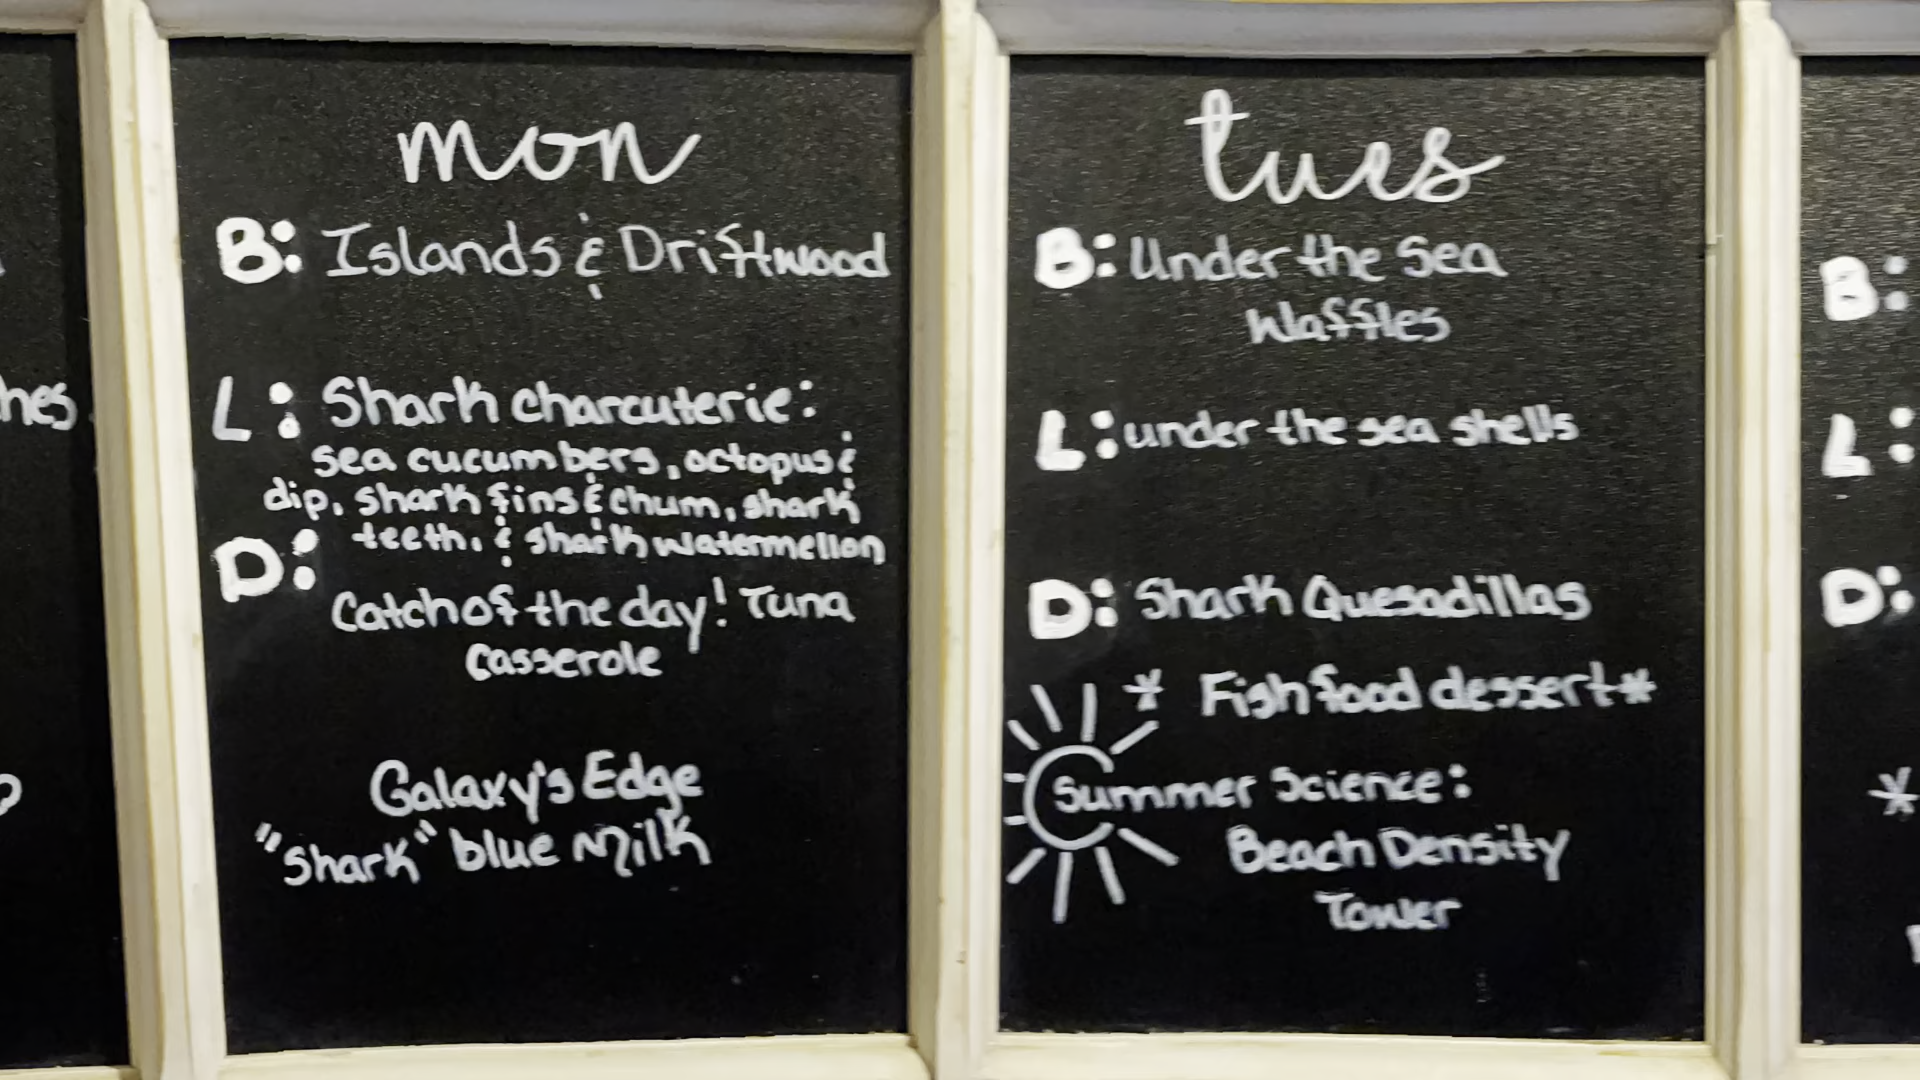 hes
mon
B: Islands & Driftwood
L: Shark charcuterie:
sea cucumbers, octopus &
dip, shark fins & chum, shark
teeth, & shark watermellon
D:
Catch of the day! Tuna
Casserole
Galaxy's Edge
"Shark" blue Milk
tues
B: Under the Sea
Waffles
L: under the sea shells
D: Shark Quesadillas
* Fish food dessert *
Summer Science:
Beach Density
Tower
B:
L:
D:
*